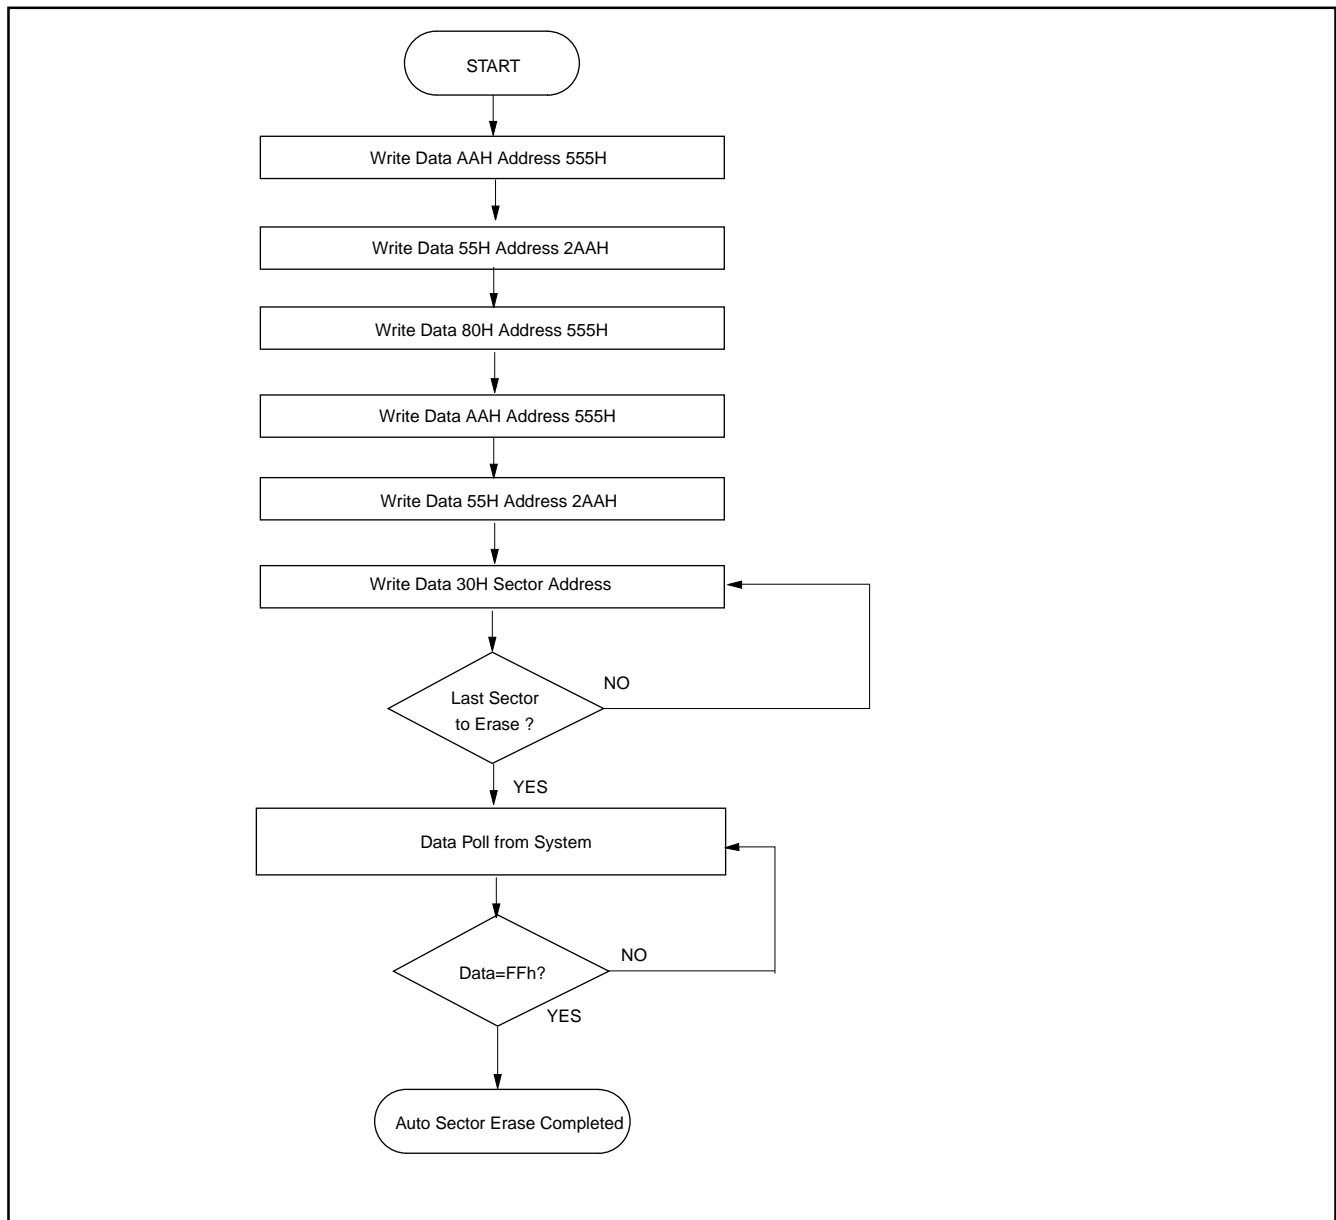 START
Write Data AAH Address 555H
Write Data 55H Address 2AAH
Write Data 80H Address 555H
Write Data AAH Address 555H
Write Data 55H Address 2AAH
Write Data 30H Sector Address
NO
Last Sector
to Erase ?
YES
Data Poll from System
NO
Data=FFh?
YES
Auto Sector Erase Completed